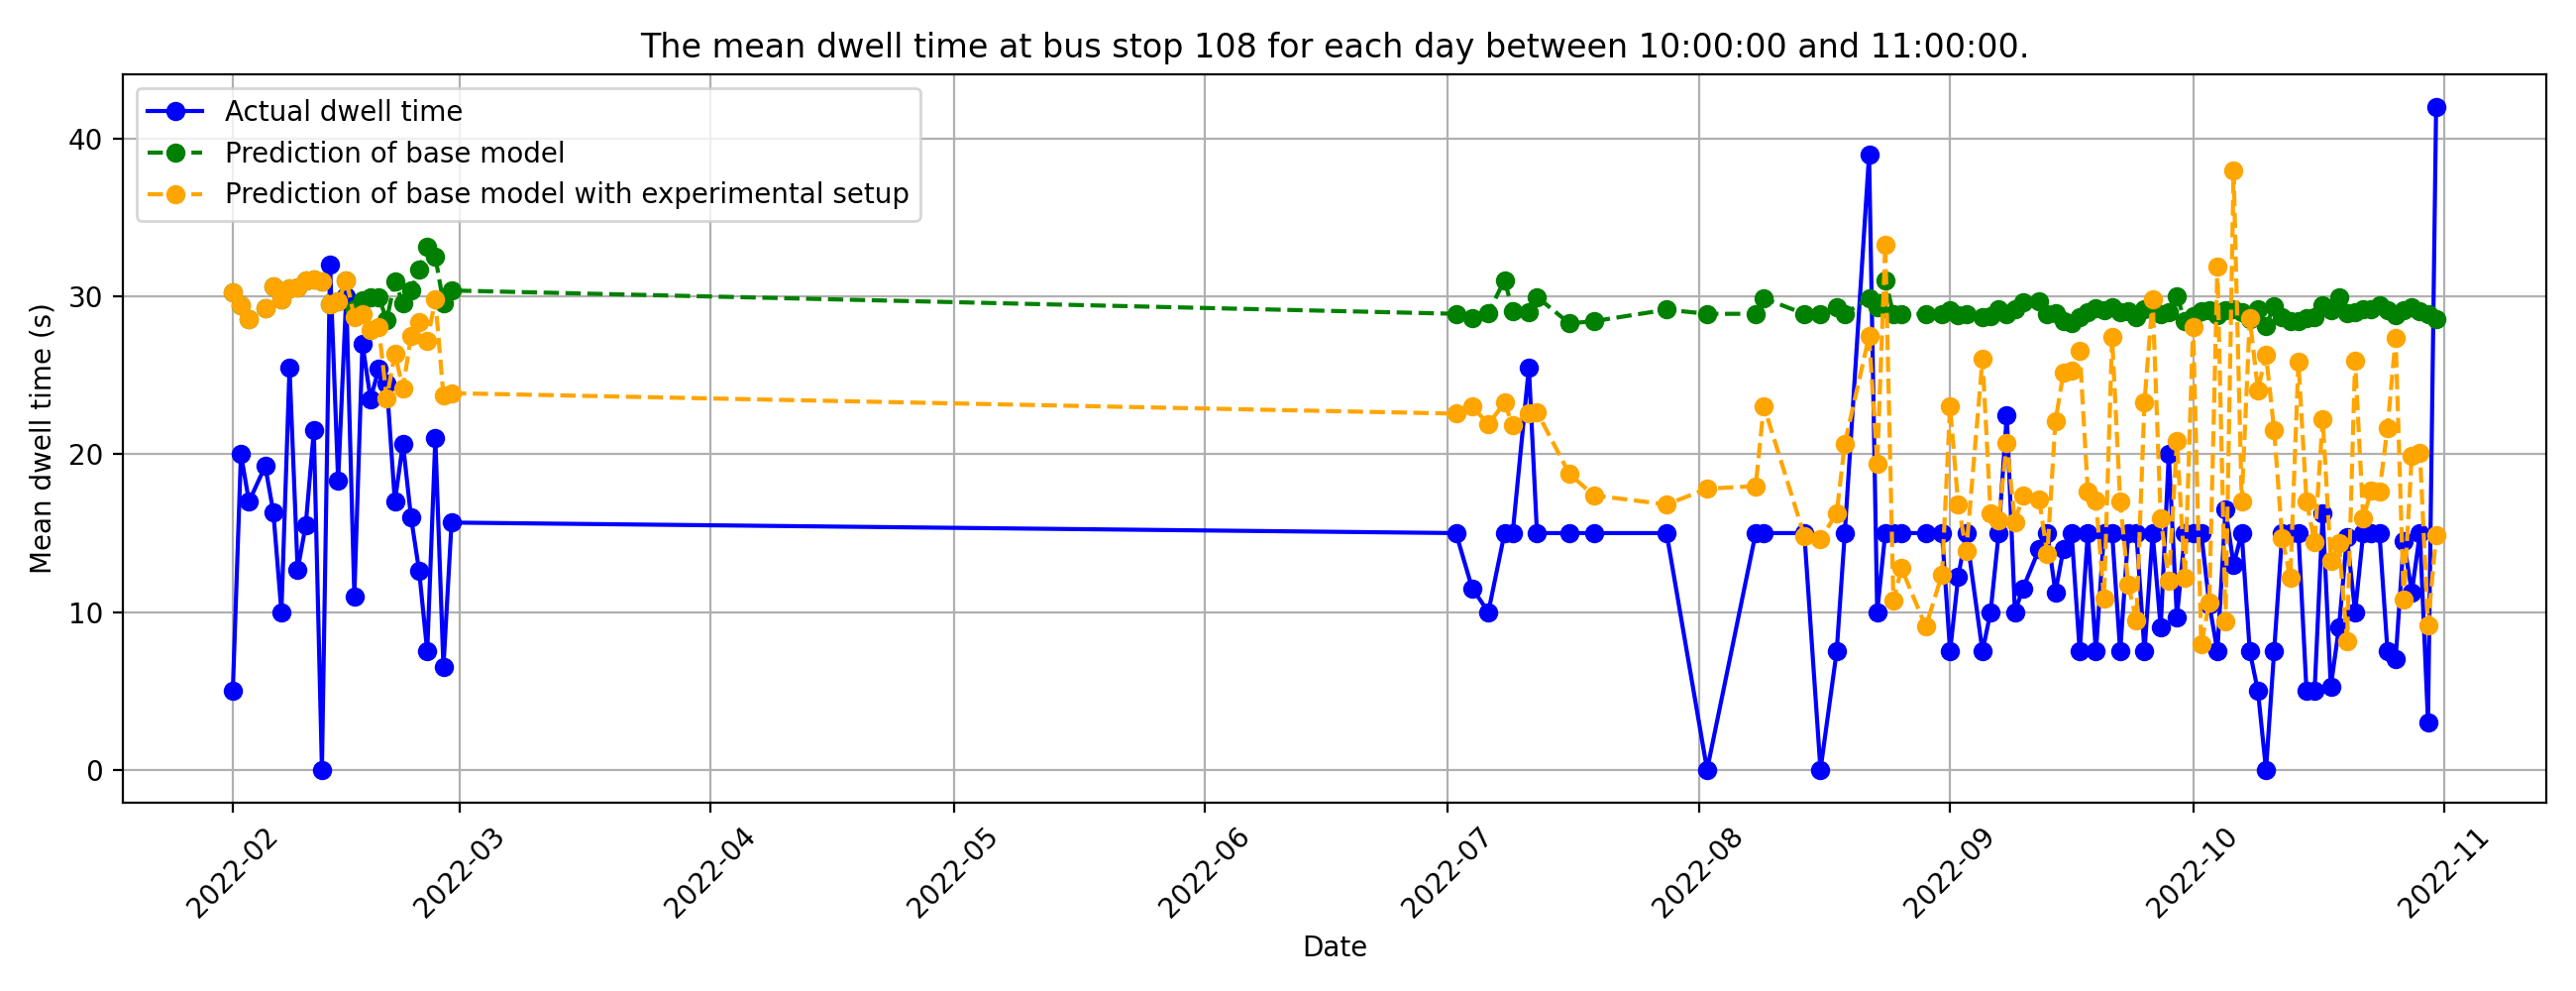 The mean dwell time at bus stop 108 for each day between 10:00:00 and 11:00:00.
Actual dwell time
Prediction of base model
Prediction of base model with experimental setup
Mean dwell time (s)
40
30
20
10
0
2022-02
2022-03
2022-04
2022-05
2022-06
2022-07
2022-08
2022-09
2022-10
2022-11
Date